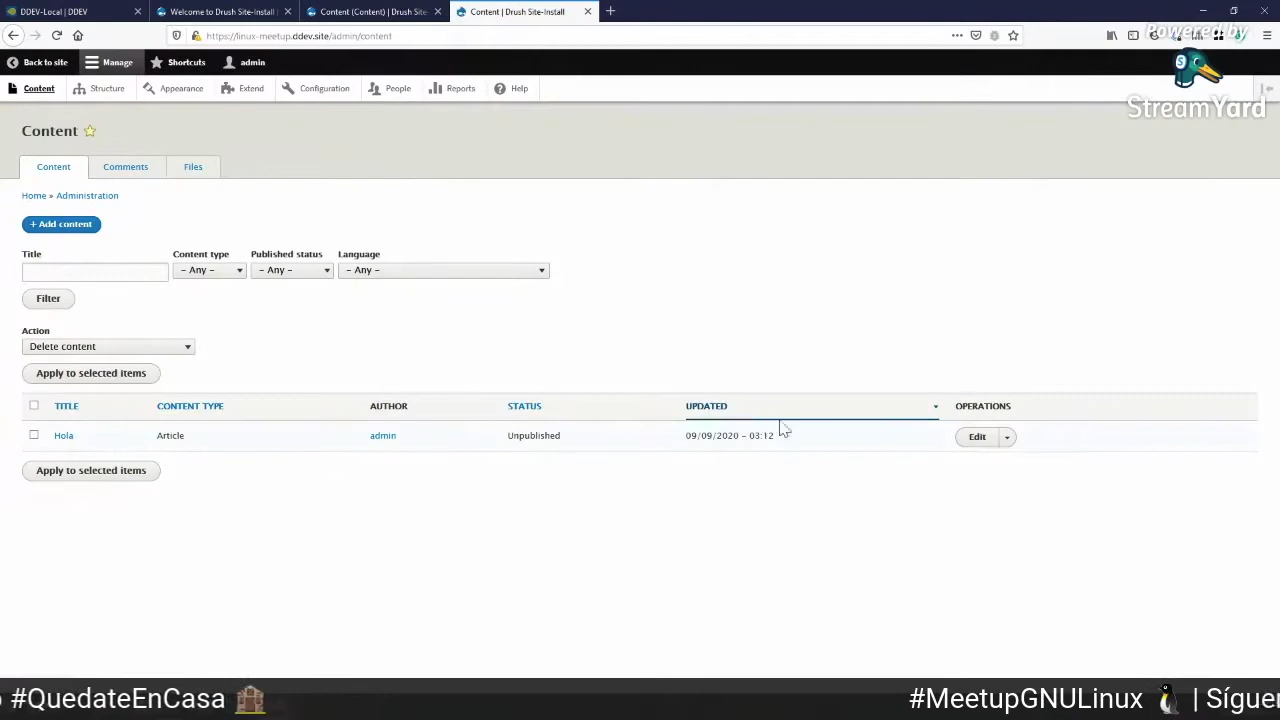 DDEV-Local | DDEV
Welcome to Drush Site-Install |
Content (Content) | Drush Site-
Content | Drush Site-Install
https://linux-meetup.ddev.site/admin/content
Powered by
StreamYard
Back to site
Manage
Shortcuts
admin
Content
Structure
Appearance
Extend
Configuration
People
Reports
Help
Content
Content
Comments
Files
Home » Administration
+ Add content
Title
Content type
Published status
Language
- Any -
- Any -
- Any -
Filter
Action
Delete content
Apply to selected items
TITLE
CONTENT TYPE
AUTHOR
STATUS
UPDATED
OPERATIONS
Hola
Article
admin
Unpublished
09/09/2020 - 03:12
Edit
Apply to selected items
#QuedateEnCasa
#MeetupGNULinux
| Síguen